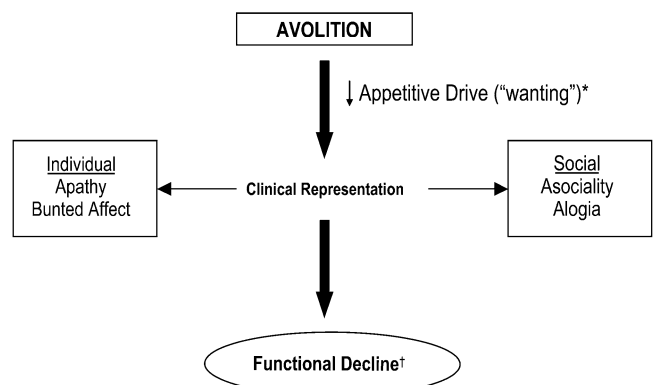 AVOLITION
↓ Appetitive Drive (“wanting”)*
Individual
Apathy
Bunted Affect
Clinical Representation
Social
Asociality
Alogia
Functional Decline†